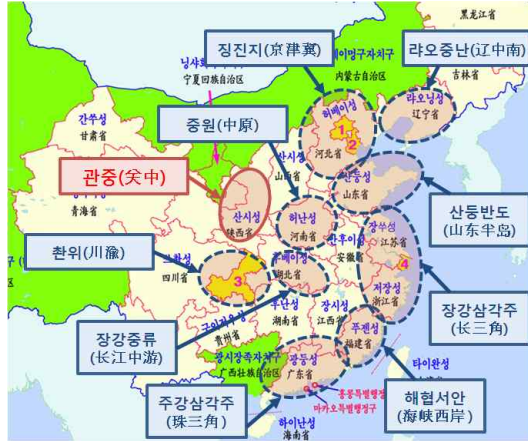 黑龙江省
징진지(京津冀)
네이멍구자치구
内蒙古自治区
랴오중난(辽中南)
吉林省
宁夏回族自治区
간쑤성
甘肃省
중원(中原)
허베이성
1
2
河北省
랴오닝성
辽宁省
관중(关中)
산시성
산둥성
山东省
青海省
산시성
陕西省
허난성
河南省
산둥반도
(山东半岛)
장쑤성
江苏省
촨위(川渝)
四川省
3
후베이성
湖北省
안후이성
安徽省
4
저장성
浙江省
장강삼각주
(长三角)
장강중류
(长江中游)
구이저우성
贵州省
후난성
湖南省
장시성
江西省
푸젠성
福建省
광시장족자치구
广西壮族自治区
광둥성
广东省
타이완성
주강삼각주
(珠三角)
홍콩특별행정구
마카오특별행정구
해협서안
(海峡西岸)
하이난성
海南省